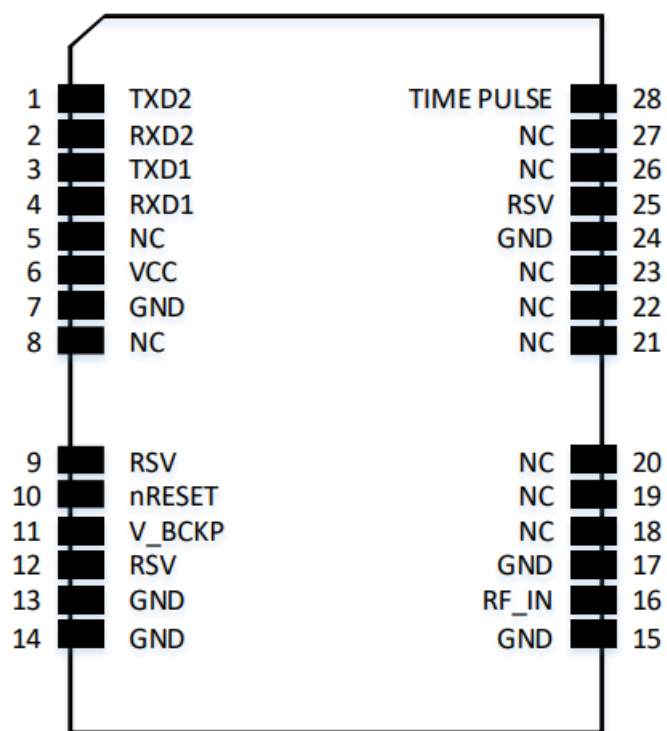 1 TXD2 TIME PULSE 28
2 RXD2 NC 27
3 TXD1 NC 26
4 RXD1 RSV 25
5 NC GND 24
6 VCC NC 23
7 GND NC 22
8 NC NC 21
9 RSV NC 20
10 nRESET NC 19
11 V_BCKP NC 18
12 RSV GND 17
13 GND RF_IN 16
14 GND GND 15